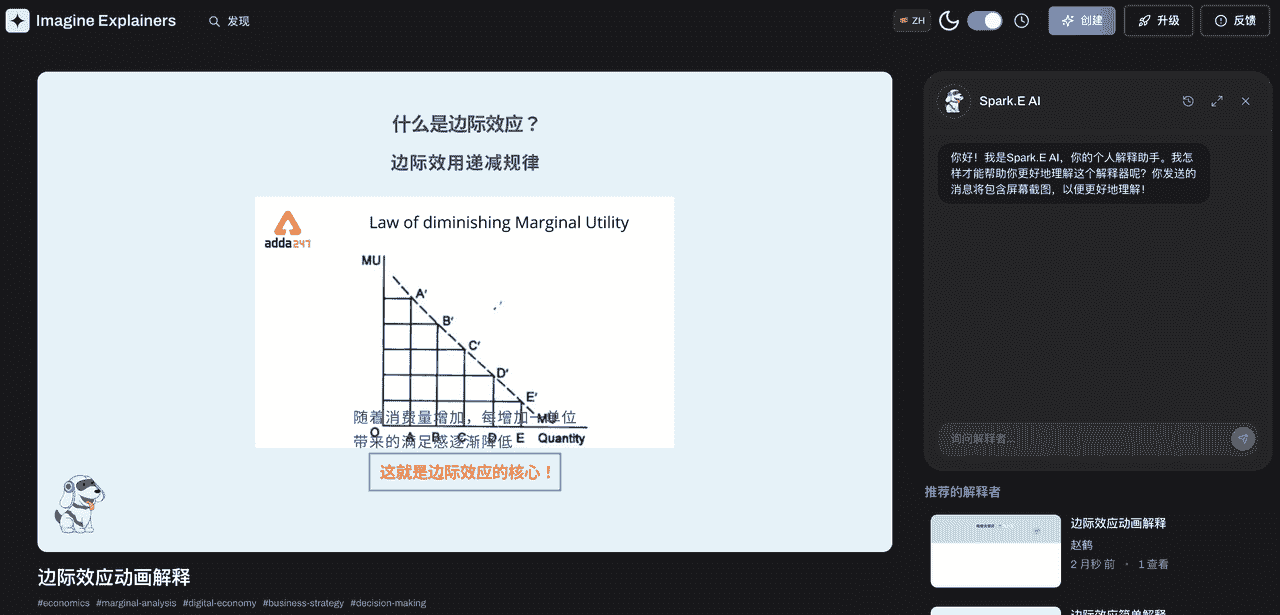 Imagine Explainers
发现
ZH
创建
升级
反馈
什么是边际效应？
边际效用递减规律
adda247
Law of diminishing Marginal Utility
MU
A'
B'
C'
D'
E'
MU
随着消费量增加，每增加一单位
O A B C D E Quantity
带来的满足感逐渐降低
这就是边际效应的核心！
边际效应动画解释
#economics #marginal-analysis #digital-economy #business-strategy #decision-making
Spark.E AI
你好！我是Spark.E AI，你的个人解释助手。我怎
样才能帮助你更好地理解这个解释器呢？你发送的
消息将包含屏幕截图，以便更好地理解！
询问解释者...
推荐的解释者
边际效应动画解释
赵鹤
2 月秒 前 • 1 查看
边际效应简单解释